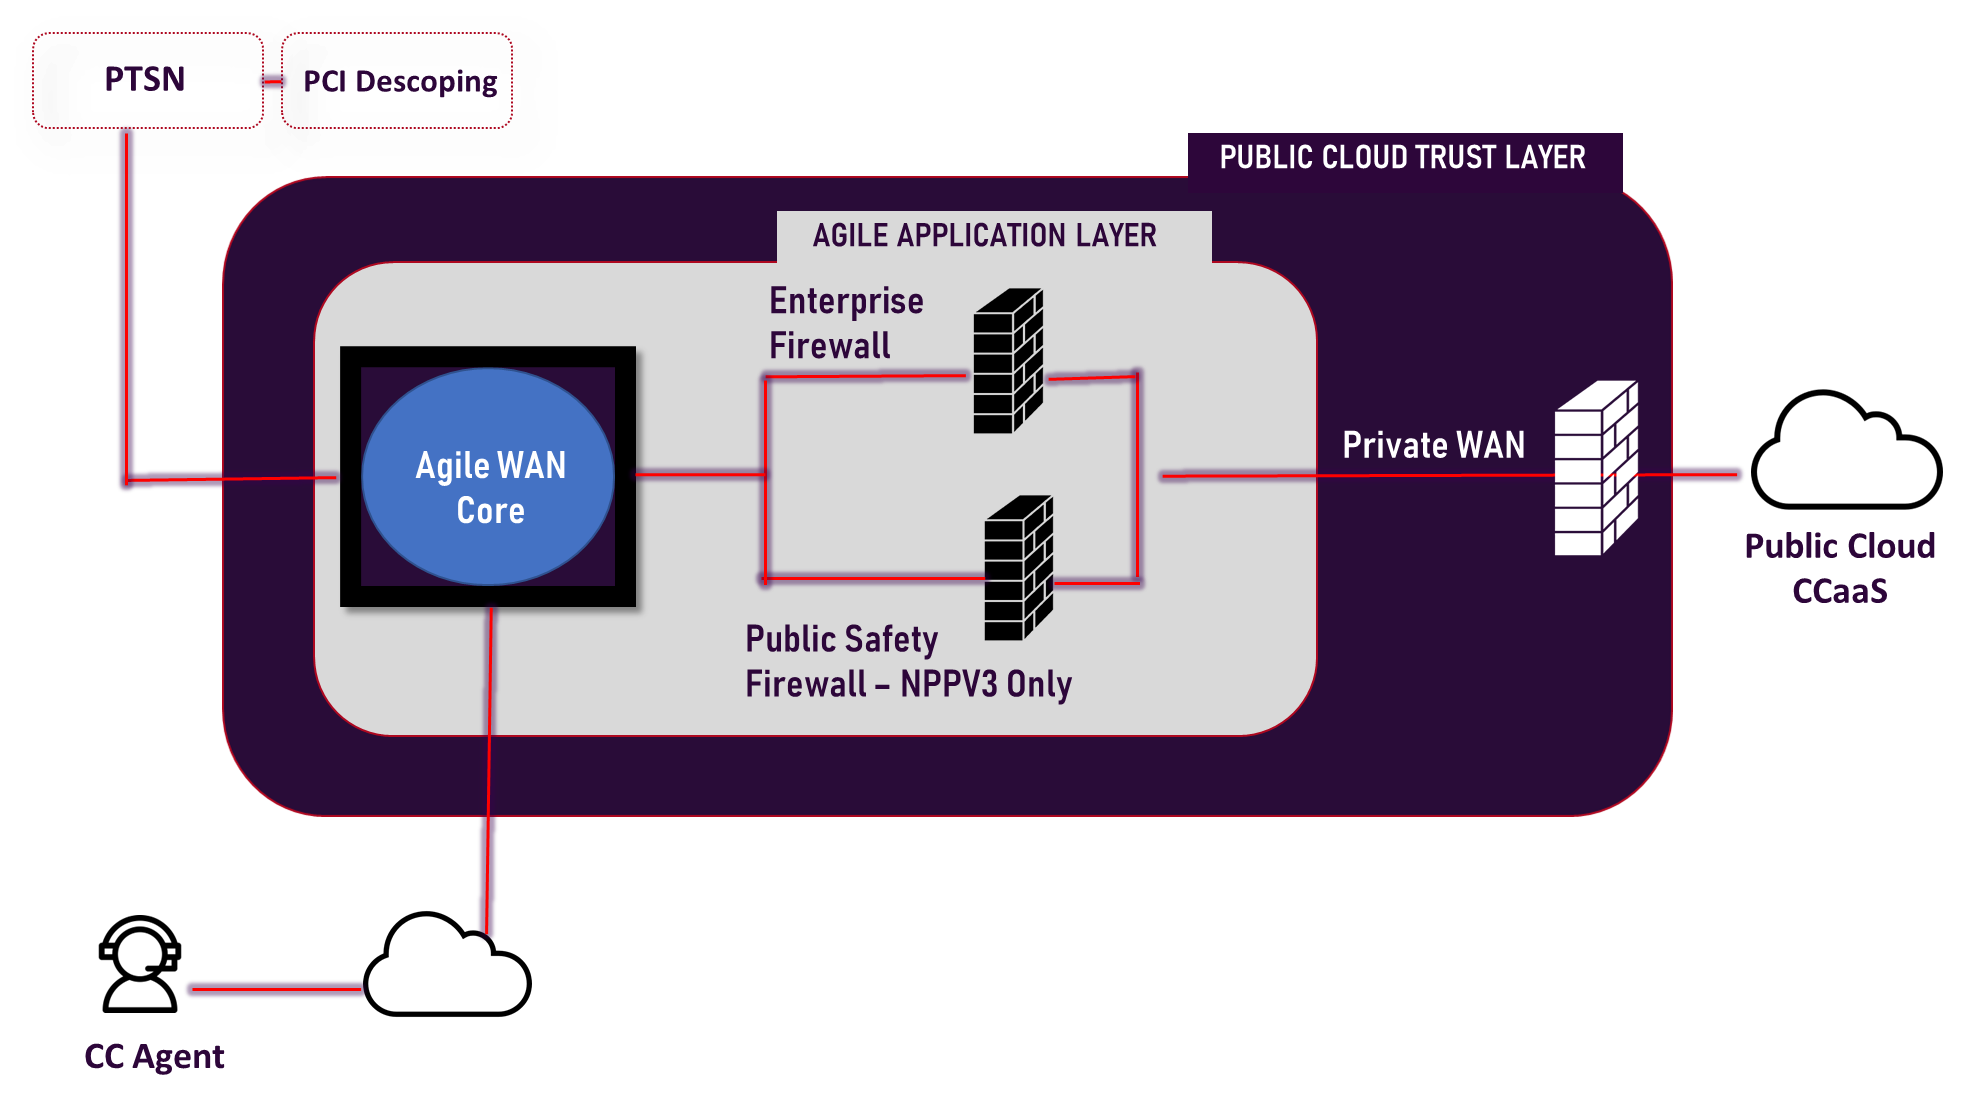 PTSN
PCI Descoping
PUBLIC CLOUD TRUST LAYER
AGILE APPLICATION LAYER
Enterprise
Firewall
Agile WAN
Core
Private WAN
Public Cloud
CCaaS
Public Safety
Firewall – NPPV3 Only
CC Agent